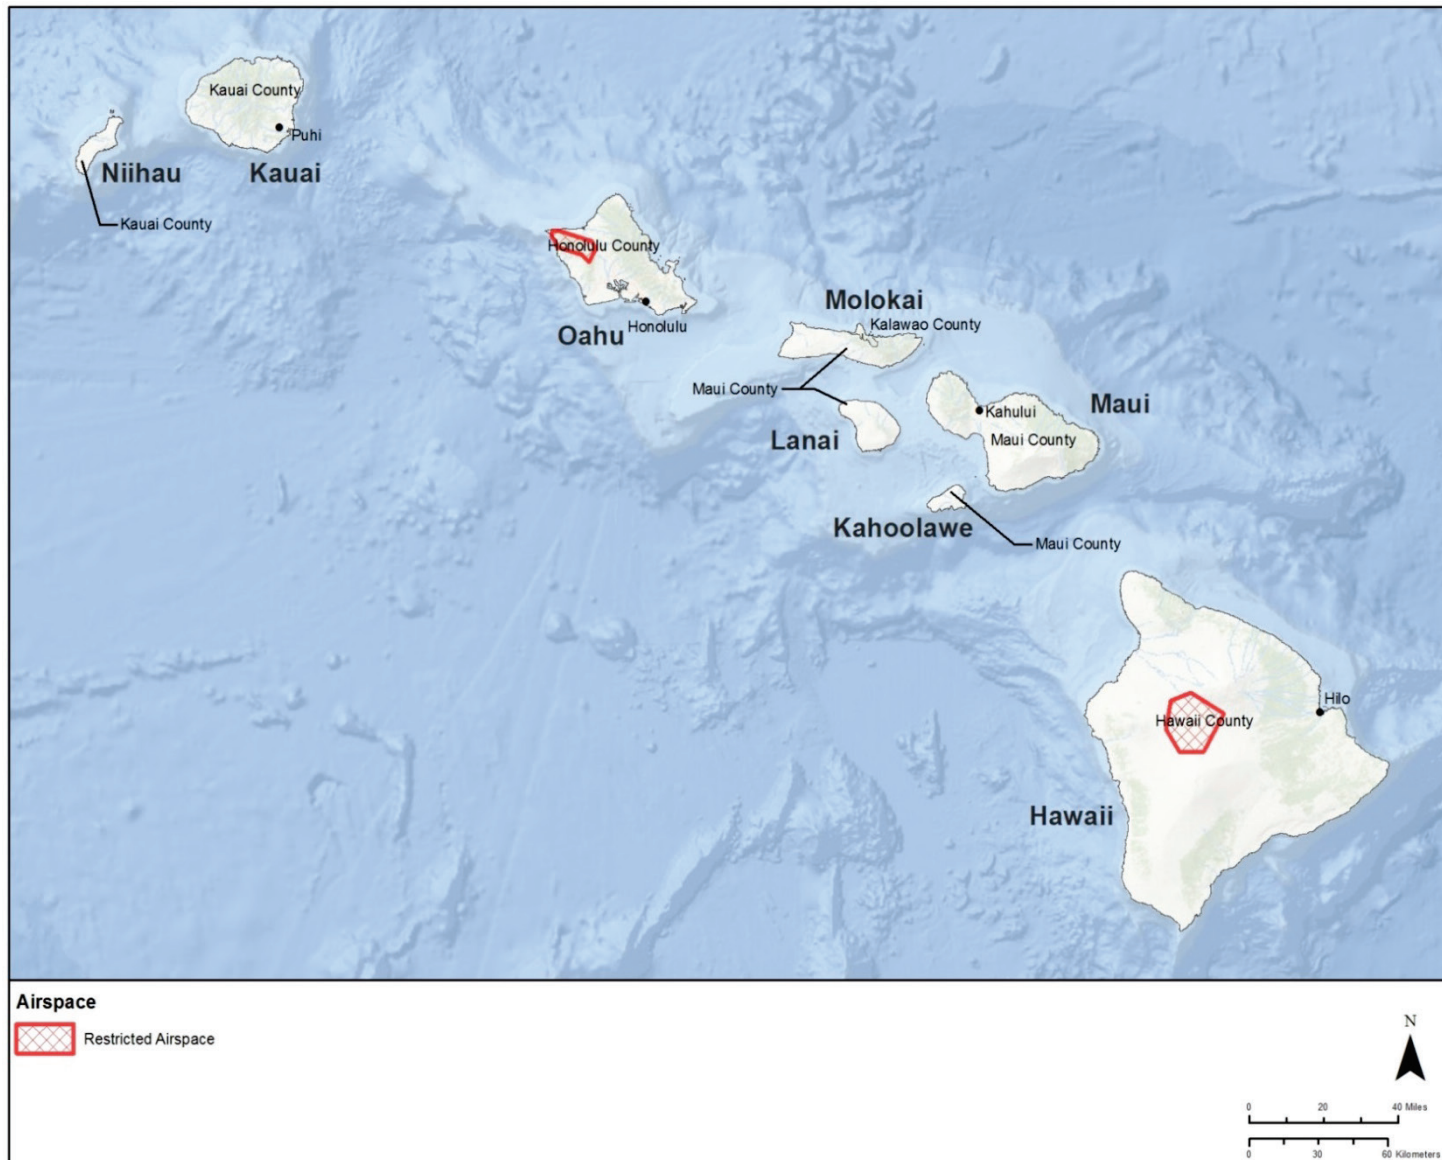 Kauai County
Puhi
Niihau
Kauai
Kauai County
Honolulu County
Honolulu
Oahu
Molokai
Kalawao County
Maui County
Lanai
Maui
Kahului
Maui County
Kahoolawe
Maui County
Hilo
Hawaii County
Hawaii
Airspace
Restricted Airspace
N
0 20 40 Miles
0 30 60 Kilometers